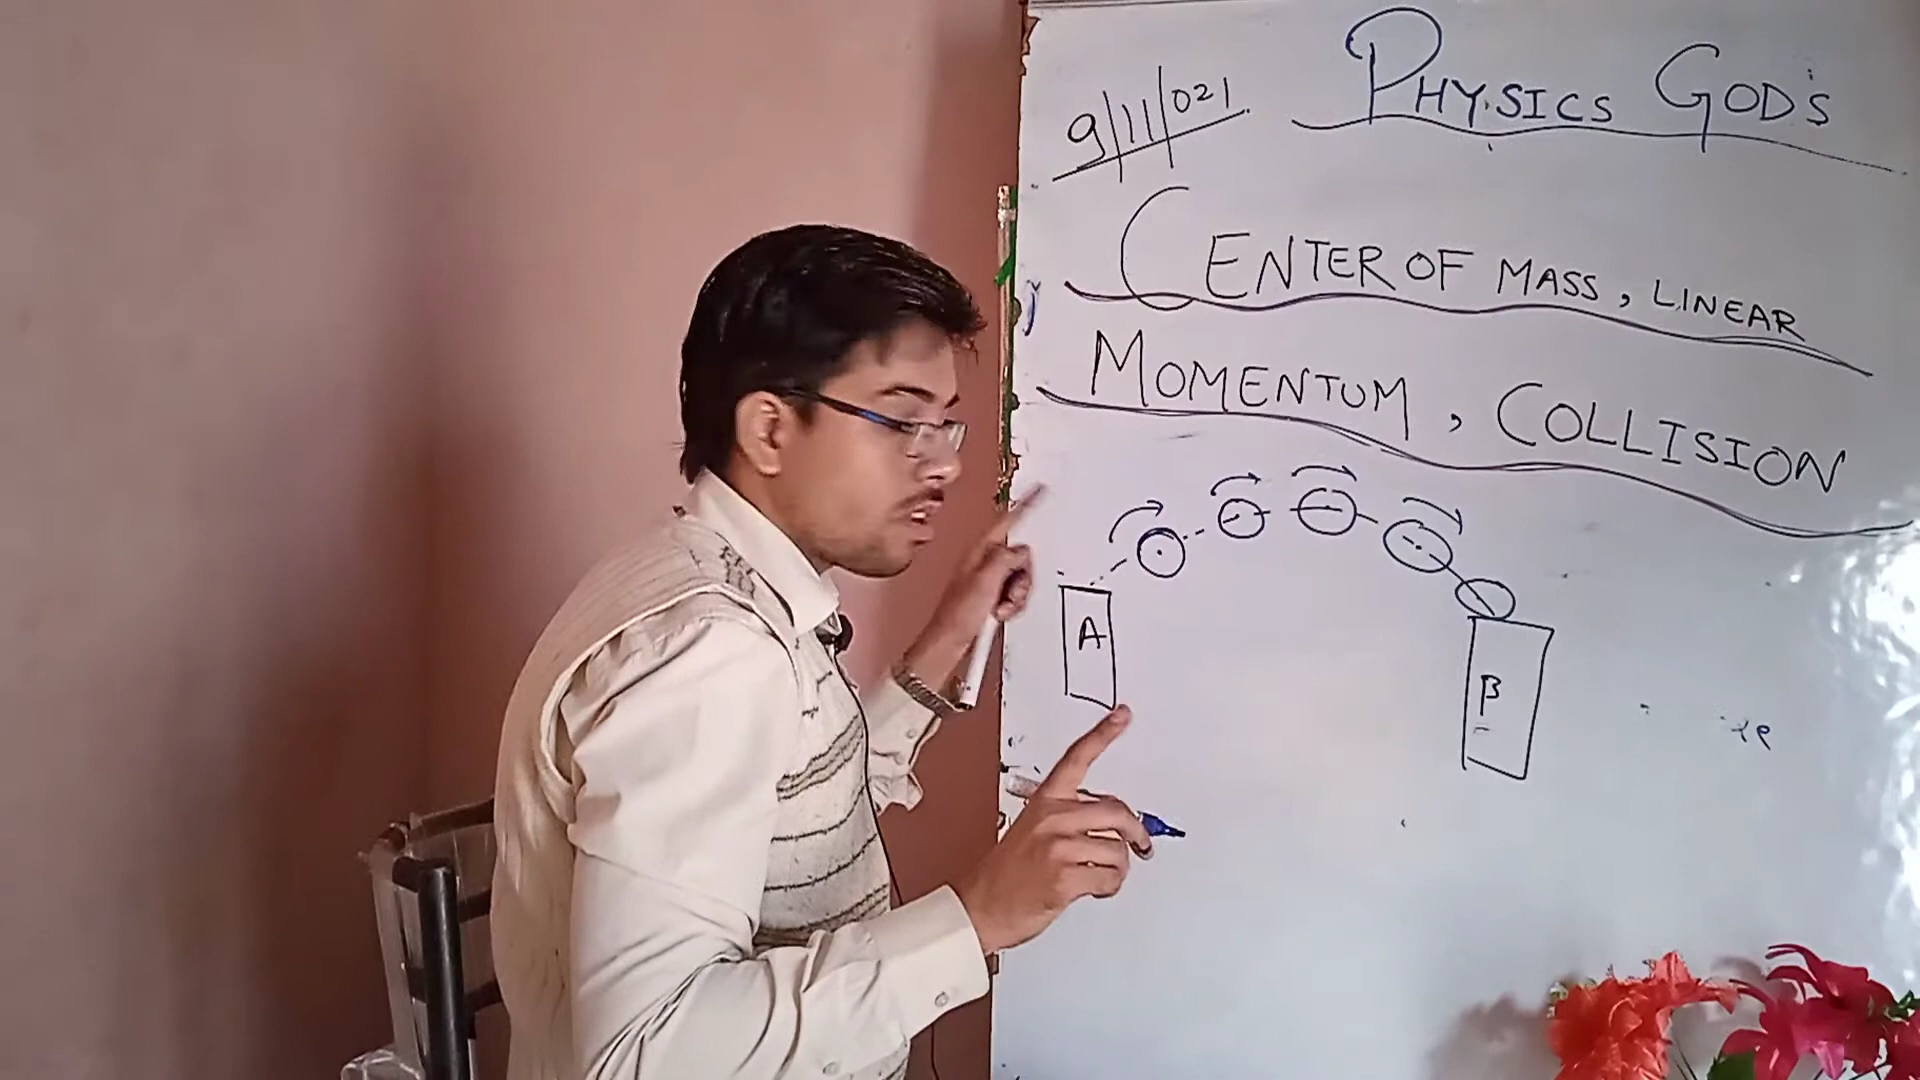 PHYSICS GOD'S
9/11/021
CENTER OF MASS, LINEAR
MOMENTUM, COLLISION
A
B